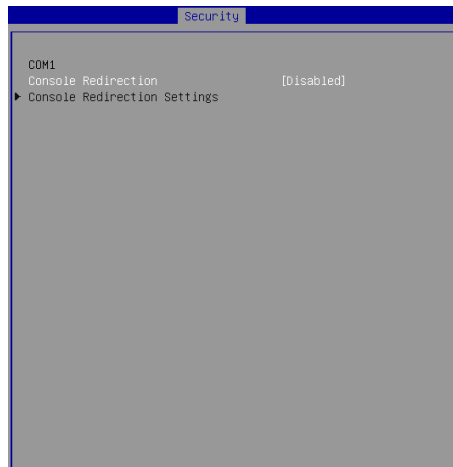 Security
COM1
Console Redirection [Disabled]
Console Redirection Settings